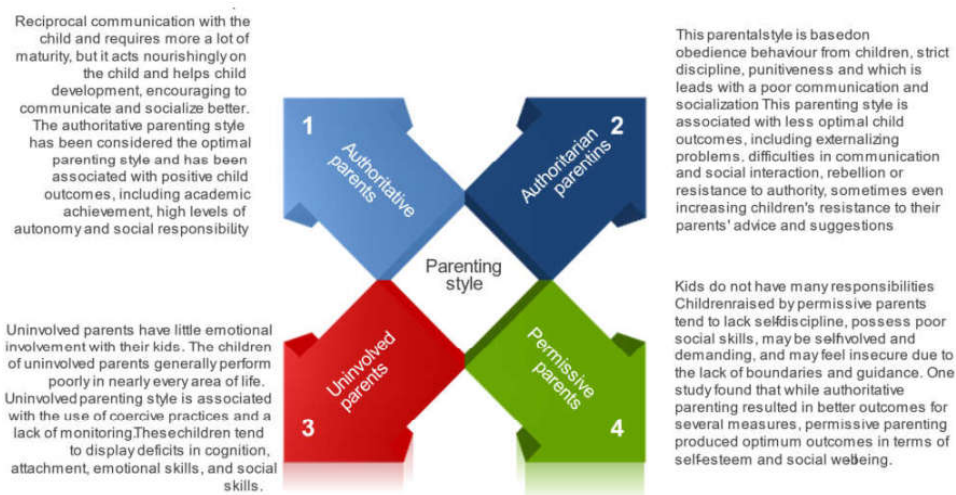 Reciprocal communication with the
child and requires more a lot of
maturity, but it acts nourishingly on
the child and helps child
development, encouraging to
communicate and socialize better.
The authoritative parenting style
has been considered the optimal
parenting style and has been
associated with positive child
outcomes, including academic
achievement, high levels of
autonomy and social responsibility
1
Authoritative
parents
2
Authoritarian
parentins
This parentalstyle is basedon
obedience behaviour from children, strict
discipline, punitiveness and which is
leads with a poor communication and
socialization This parenting style is
associated with less optimal child
outcomes, including externalizing
problems. difficulties in communication
and social interaction, rebellion or
resistance to authority, sometimes even
increasing children's resistance to their
parents' advice and suggestions
Parenting
style
Uninvolved parents have little emotional
involvement with their kids. The children
of uninvolved parents generally perform
poorly in nearly every area of life.
Uninvolved parenting style is associated
with the use of coercive practices and a
lack of monitoring.Thesechildren tend
to display deficits in cognition,
attachment, emotional skills, and social
skills.
Uninvolved
parents
3
Permissive
parents
4
Kids do not have many responsibilities
Childrenraised by permissive parents
tend to lack selfdiscipline, possess poor
social skills, may be selfivolved and
demanding, and may feel insecure due to
the lack of boundaries and guidance. One
study found that while authoritative
parenting resulted in better outcomes for
several measures, permissive parenting
produced optimum outcomes in terms of
self-esteem and social